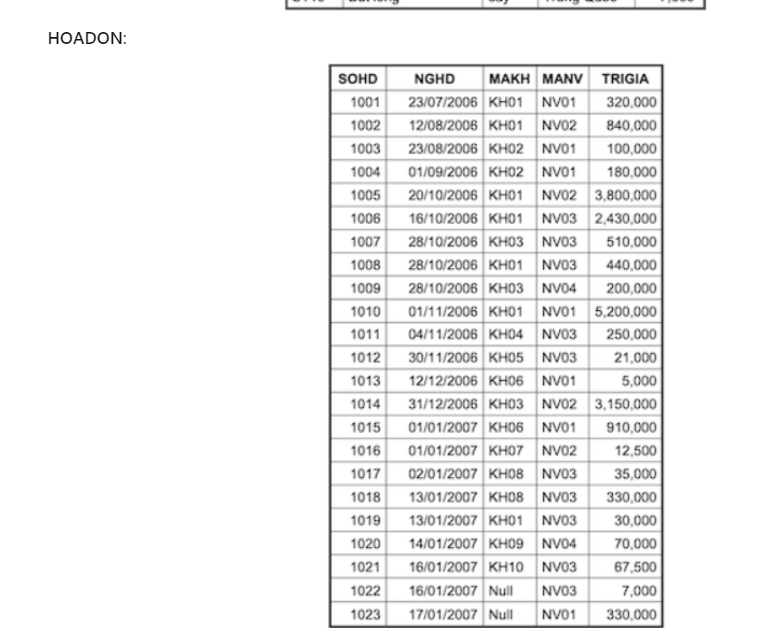 HOADON:
SOHD NGHD MAKH MANV TRIGIA
1001 23/07/2006 KH01 NV01 320,000
1002 12/08/2006 KH01 NV02 840,000
1003 23/08/2006 KH02 NV01 100,000
1004 01/09/2006 KH02 NV01 180,000
1005 20/10/2006 KH01 NV02 3,800,000
1006 16/10/2006 KH01 NV03 2,430,000
1007 28/10/2006 KH03 NV03 510,000
1008 28/10/2006 KH01 NV03 440,000
1009 28/10/2006 KH03 NV04 200,000
1010 01/11/2006 KH01 NV01 5,200,000
1011 04/11/2006 KH04 NV03 250,000
1012 30/11/2006 KH05 NV03 21,000
1013 12/12/2006 KH06 NV01 5,000
1014 31/12/2006 KH03 NV02 3,150,000
1015 01/01/2007 KH06 NV01 910,000
1016 01/01/2007 KH07 NV02 12,500
1017 02/01/2007 KH08 NV03 35,000
1018 13/01/2007 KH08 NV03 330,000
1019 13/01/2007 KH01 NV03 30,000
1020 14/01/2007 KH09 NV04 70,000
1021 16/01/2007 KH10 NV03 67,500
1022 16/01/2007 Null NV03 7,000
1023 17/01/2007 Null NV01 330,000